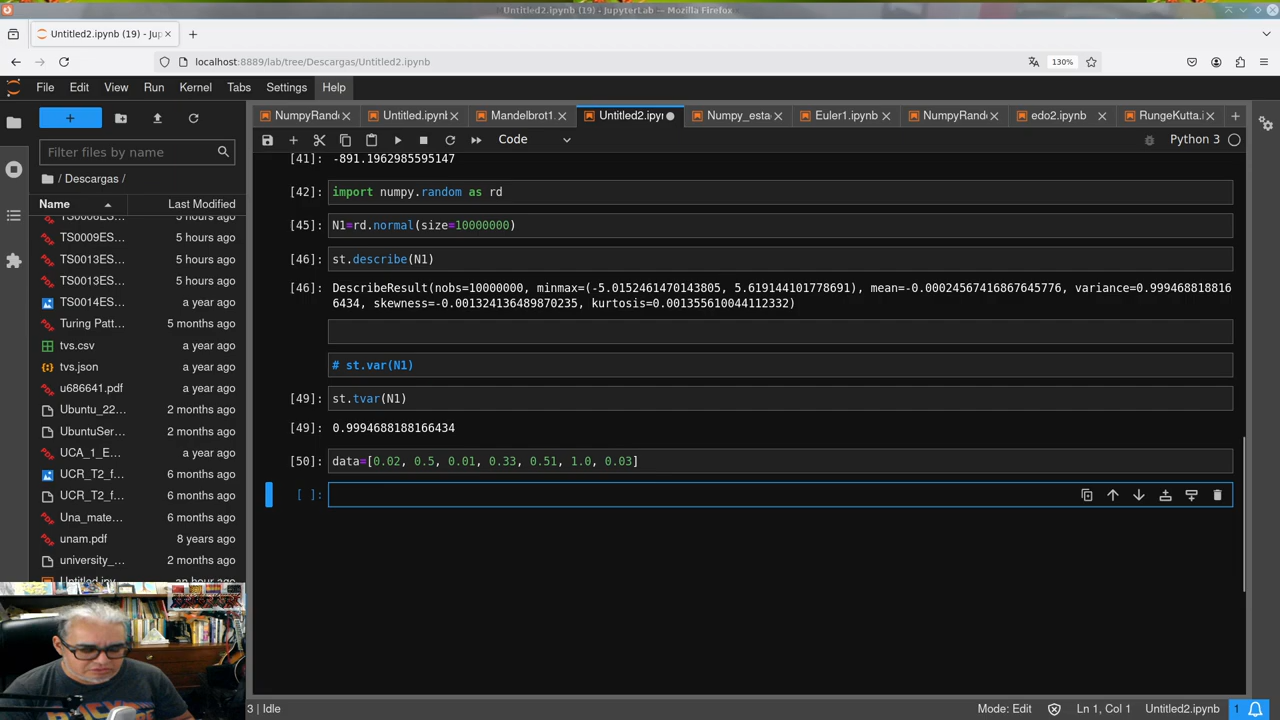 Untitled2.ipynb (19) - JupyterLab — Mozilla Firefox
Untitled2.ipynb (19) - Jup
localhost:8889/lab/tree/Descargas/Untitled2.ipynb
130%
File Edit View Run Kernel Tabs Settings Help
NumpyRand
Untitled.ipynb
Mandelbrot1.
Untitled2.ipyn
Numpy_esta
Euler1.ipynb
NumpyRand
edo2.ipynb
RungeKutta.
Code
Python 3
Filter files by name
/ Descargas /
Name Last Modified
TS0009ES... 5 hours ago
TS0013ES... 5 hours ago
TS0013ES... 5 hours ago
TS0014ES... a year ago
Turing Patt... 5 months ago
tvs.csv a year ago
tvs.json a year ago
u686641.pdf a year ago
Ubuntu_22... 2 months ago
UbuntuSer... 2 months ago
UCA_1_E... a year ago
UCR_T2_f... 6 months ago
UCR_T2_f... 6 months ago
Una_mate... 6 months ago
unam.pdf 8 years ago
university_... 2 months ago
Untitled.ipy... an hour ago
[41]: -891.1962985595147
[42]: import numpy.random as rd
[45]: N1=rd.normal(size=10000000)
[46]: st.describe(N1)
[46]: DescribeResult(nobs=10000000, minmax=(-5.0152461470143805, 5.619144101778691), mean=-0.00024567416867645776, variance=0.999468818816
6434, skewness=-0.001324136489870235, kurtosis=0.001355610044112332)
# st.var(N1)
[49]: st.tvar(N1)
[49]: 0.9994688188166434
[50]: data=[0.02, 0.5, 0.01, 0.33, 0.51, 1.0, 0.03]
[ ]:
3 | Idle
Mode: Edit
Ln 1, Col 1
Untitled2.ipynb
1